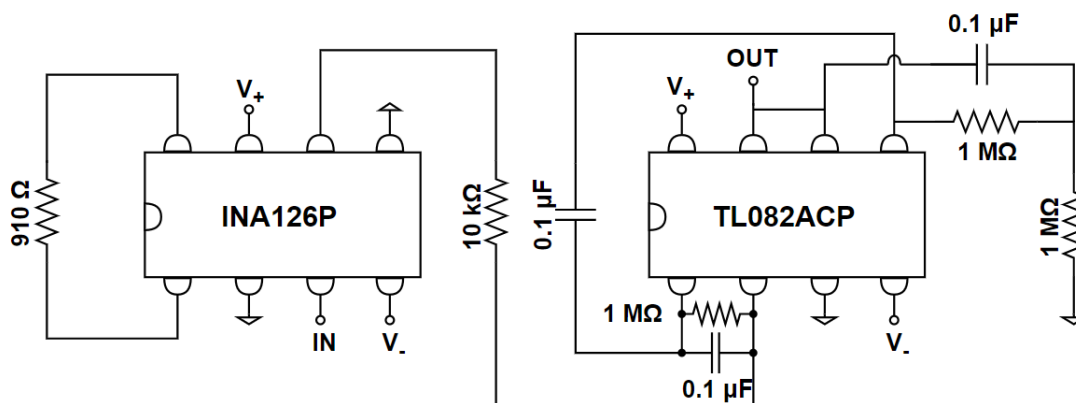 0.1 µF
OUT
V+
V+
1 MΩ
910 Ω
INA126P
10 kΩ
0.1 µF
TL082ACP
1 MΩ
1 MΩ
IN
V-
V-
0.1 µF